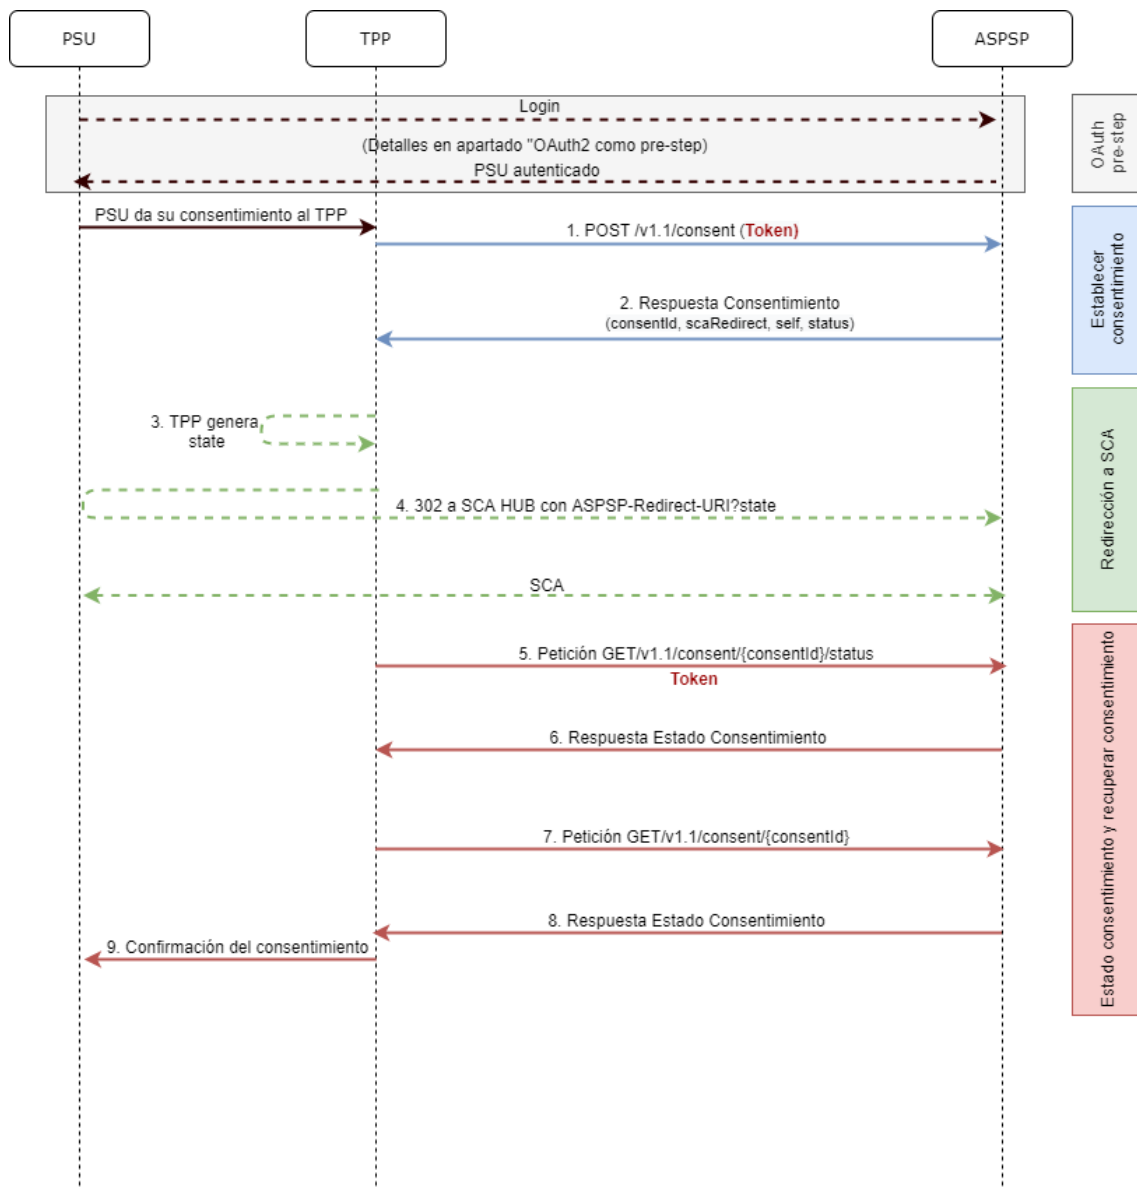 PSU
TPP
ASPSP
Login
(Detalles en apartado "OAuth2 como pre-step)
PSU autenticado
OAuth
pre-step
PSU da su consentimiento al TPP
1. POST /v1.1/consent (Token)
2. Respuesta Consentimiento
(consentId, scaRedirect, self, status)
Establecer
consentimiento
3. TPP genera
state
4. 302 a SCA HUB con ASPSP-Redirect-URI?state
SCA
Redirección a SCA
5. Petición GET/v1.1/consent/{consentId}/status
Token
6. Respuesta Estado Consentimiento
7. Petición GET/v1.1/consent/{consentId}
8. Respuesta Estado Consentimiento
9. Confirmación del consentimiento
Estado consentimiento y recuperar consentimiento